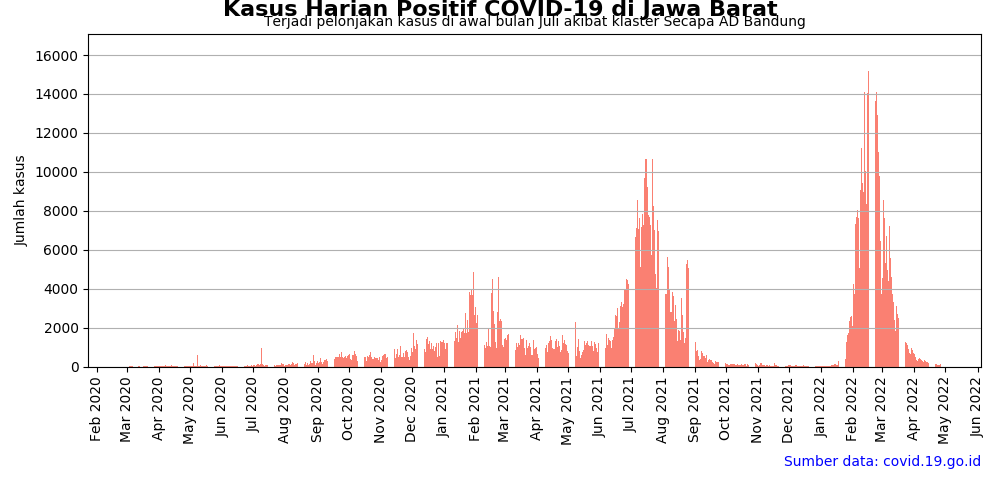 Kasus Harian Positif COVID-19 di Jawa Barat
Terjadi pelonjakan kasus di awal bulan Juli akibat klaster Secapa AD Bandung
Jumlah kasus
16000
14000
12000
10000
8000
6000
4000
2000
0
Feb 2020
Mar 2020
Apr 2020
May 2020
Jun 2020
Jul 2020
Aug 2020
Sep 2020
Oct 2020
Nov 2020
Dec 2020
Jan 2021
Feb 2021
Mar 2021
Apr 2021
May 2021
Jun 2021
Jul 2021
Aug 2021
Sep 2021
Oct 2021
Nov 2021
Dec 2021
Jan 2022
Feb 2022
Mar 2022
Apr 2022
May 2022
Jun 2022
Sumber data: covid.19.go.id